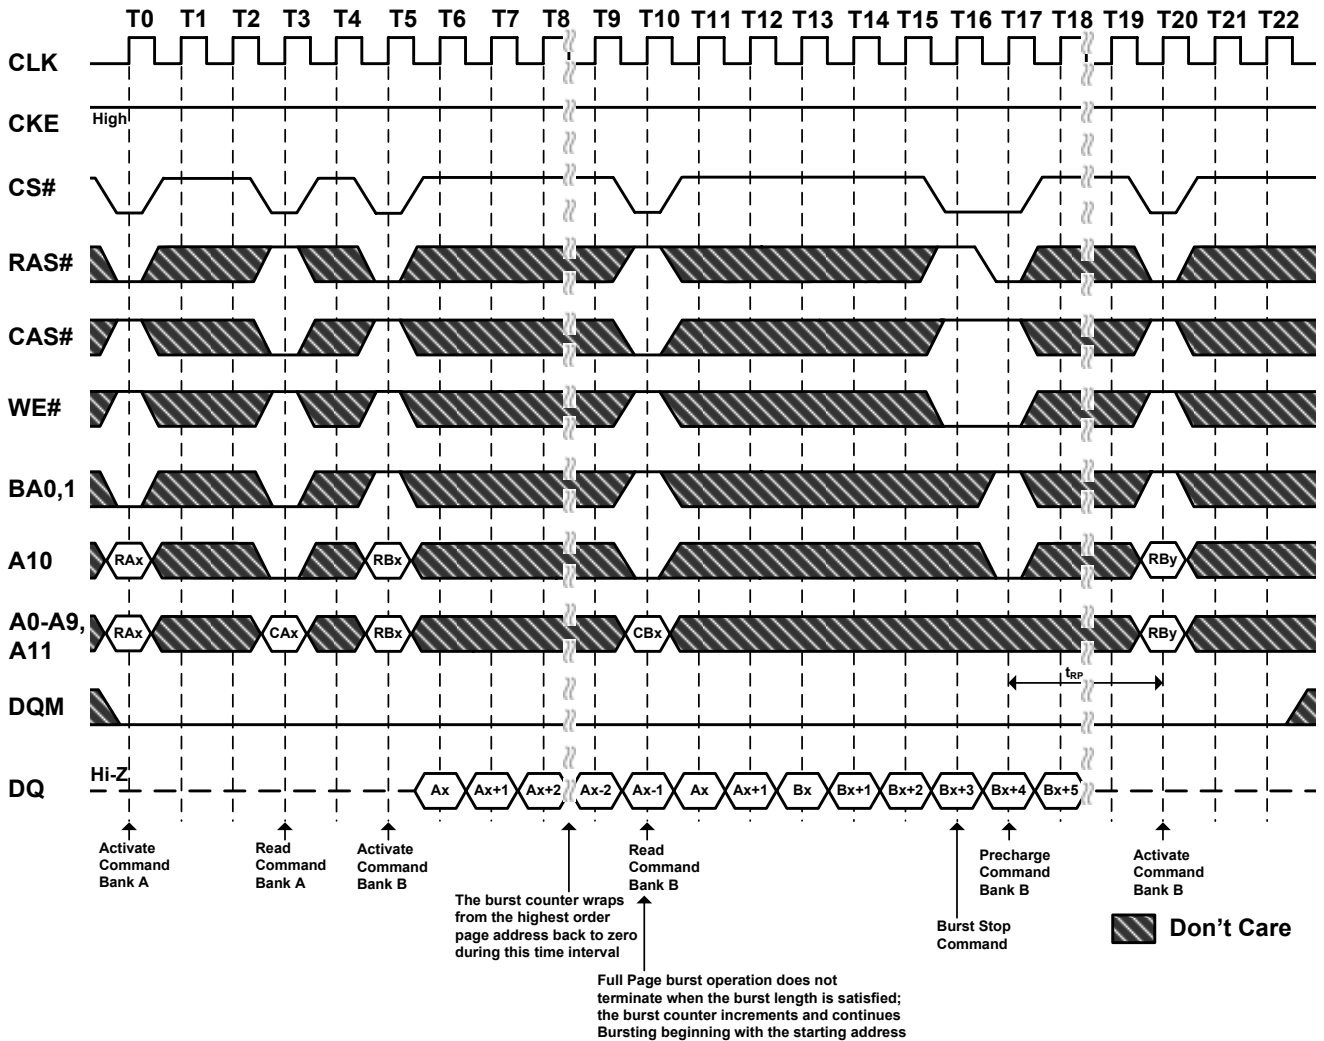 T0 T1 T2 T3 T4 T5 T6 T7 T8 T9 T10 T11 T12 T13 T14 T15 T16 T17 T18 T19 T20 T21 T22
CLK
CKE
High
CS#
RAS#
CAS#
WE#
BA0,1
A10
RAx RBx RBy
A0-A9,
A11
RAx CAx RBx CBx RBy
tRP
DQM
Hi-Z
DQ
Ax Ax+1 Ax+2 Ax-2 Ax-1 Ax Ax+1 Bx Bx+1 Bx+2 Bx+3 Bx+4 Bx+5
Activate
Command
Bank A
Read
Command
Bank A
Activate
Command
Bank B
The burst counter wraps
from the highest order
page address back to zero
during this time interval
Read
Command
Bank B
Full Page burst operation does not
terminate when the burst length is satisfied;
the burst counter increments and continues
Bursting beginning with the starting address
Burst Stop
Command
Precharge
Command
Bank B
Activate
Command
Bank B
Don't Care